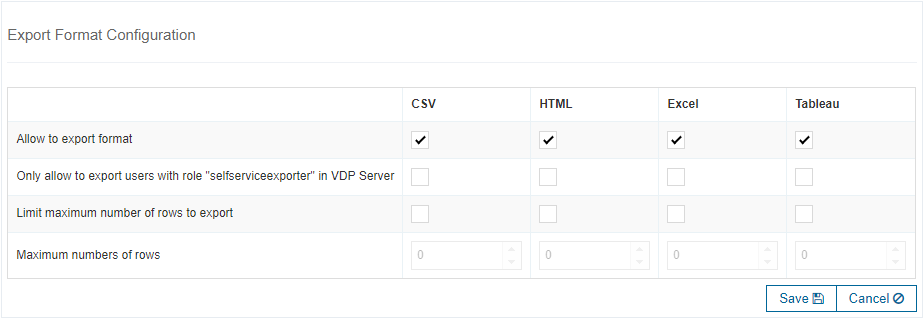 Export Format Configuration
CSV HTML Excel Tableau
Allow to export format
Only allow to export users with role "selfserviceexporter" in VDP Server
Limit maximum number of rows to export
Maximum numbers of rows 0 0 0 0
Save Cancel